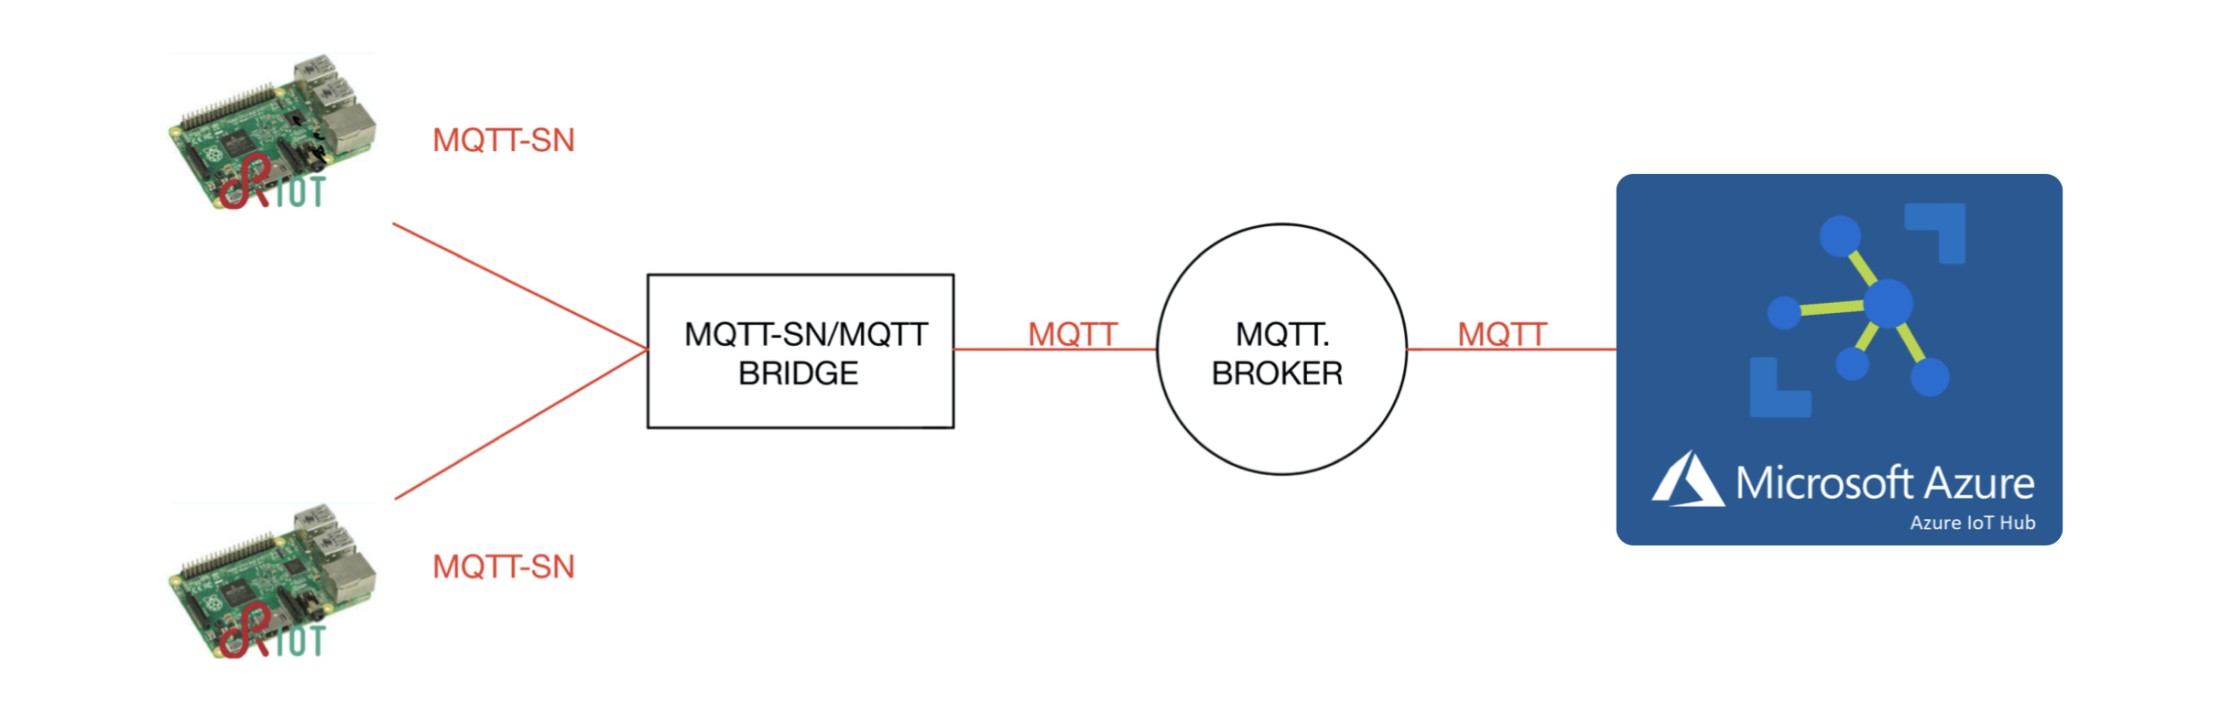 MQTT-SN
RIOT
MQTT-SN/MQTT
BRIDGE
MQTT
MQTT.
BROKER
MQTT
Microsoft Azure
Azure IoT Hub
MQTT-SN
RIOT